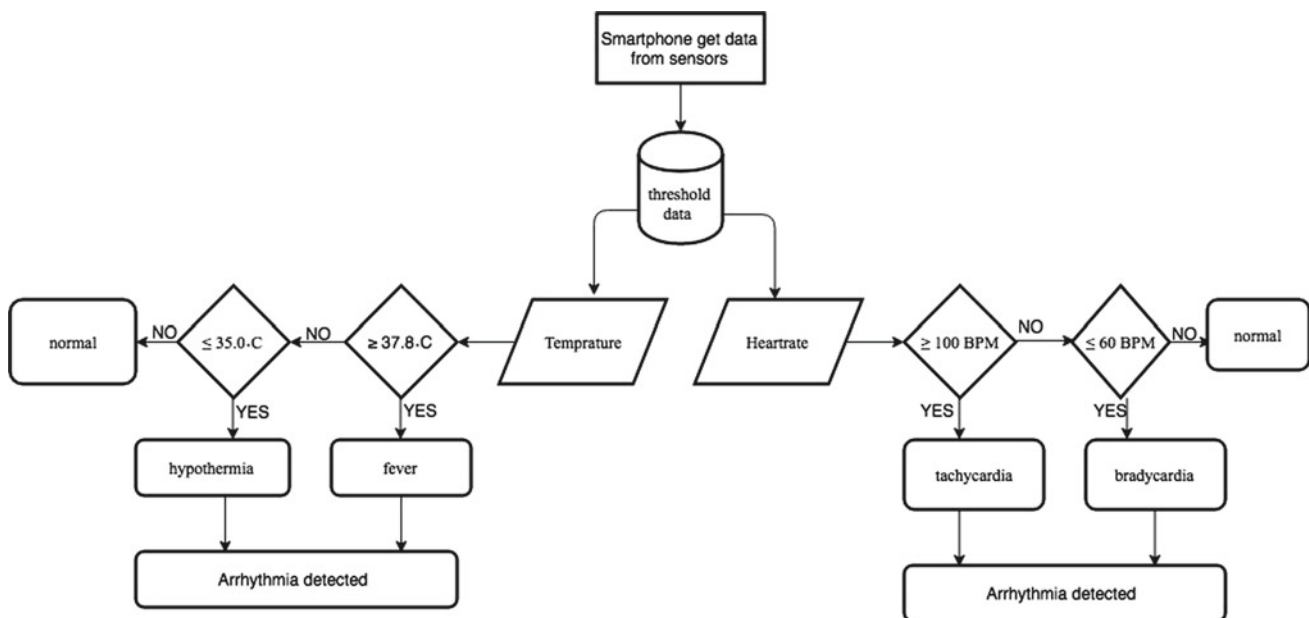 Smartphone get data
from sensors
threshold
data
normal
NO
≤ 35.0·C
NO
≥ 37.8·C
Temprature
Heartrate
≥ 100 BPM
NO
≤ 60 BPM
NO
normal
YES
YES
YES
YES
hypothermia
fever
tachycardia
bradycardia
Arrhythmia detected
Arrhythmia detected